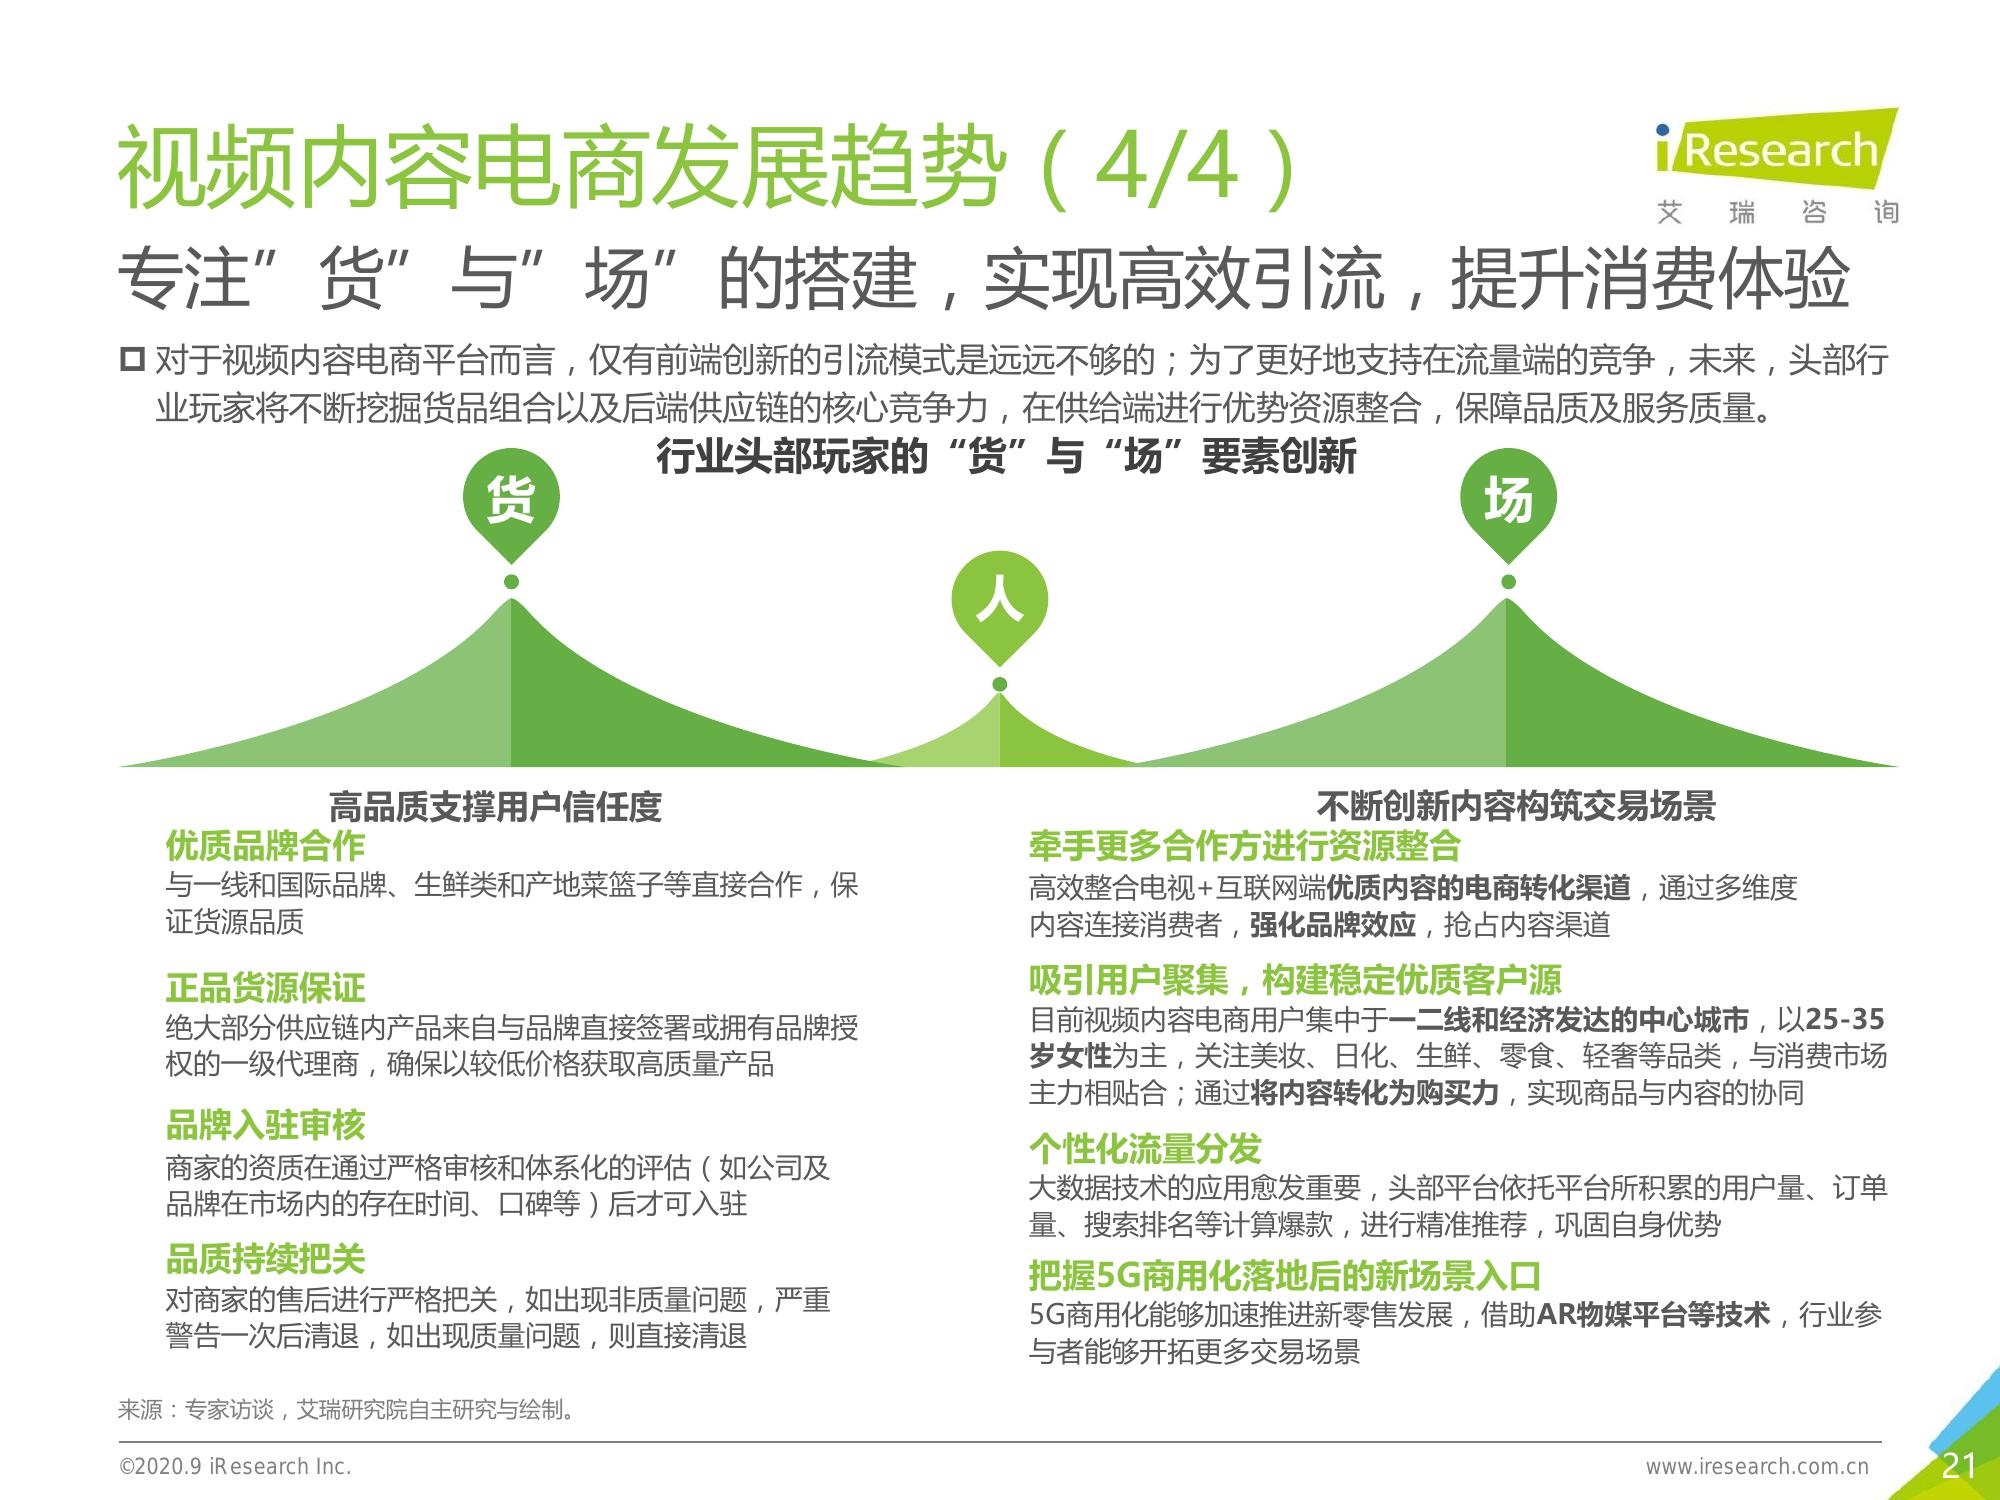 视频内容电商发展趋势（4/4）
iResearch
艾瑞咨询
专注”货”与”场”的搭建，实现高效引流，提升消费体验
对于视频内容电商平台而言，仅有前端创新的引流模式是远远不够的；为了更好地支持在流量端的竞争，未来，头部行
业玩家将不断挖掘货品组合以及后端供应链的核心竞争力，在供给端进行优势资源整合，保障品质及服务质量。
行业头部玩家的“货”与“场”要素创新
货
人
场
高品质支撑用户信任度
优质品牌合作
与一线和国际品牌、生鲜类和产地菜篮子等直接合作，保
证货源品质
正品货源保证
绝大部分供应链内产品来自与品牌直接签署或拥有品牌授
权的一级代理商，确保以较低价格获取高质量产品
品牌入驻审核
商家的资质在通过严格审核和体系化的评估（如公司及
品牌在市场内的存在时间、口碑等）后才可入驻
品质持续把关
对商家的售后进行严格把关，如出现非质量问题，严重
警告一次后清退，如出现质量问题，则直接清退
不断创新内容构筑交易场景
牵手更多合作方进行资源整合
高效整合电视+互联网端优质内容的电商转化渠道，通过多维度
内容连接消费者，强化品牌效应，抢占内容渠道
吸引用户聚集，构建稳定优质客户源
目前视频内容电商用户集中于一二线和经济发达的中心城市，以25-35
岁女性为主，关注美妆、日化、生鲜、零食、轻奢等品类，与消费市场
主力相贴合；通过将内容转化为购买力，实现商品与内容的协同
个性化流量分发
大数据技术的应用愈发重要，头部平台依托平台所积累的用户量、订单
量、搜索排名等计算爆款，进行精准推荐，巩固自身优势
把握5G商用化落地后的新场景入口
5G商用化能够加速推进新零售发展，借助AR物媒平台等技术，行业参
与者能够开拓更多交易场景
来源：专家访谈，艾瑞研究院自主研究与绘制。
©2020.9 iResearch Inc.
www.iresearch.com.cn
21